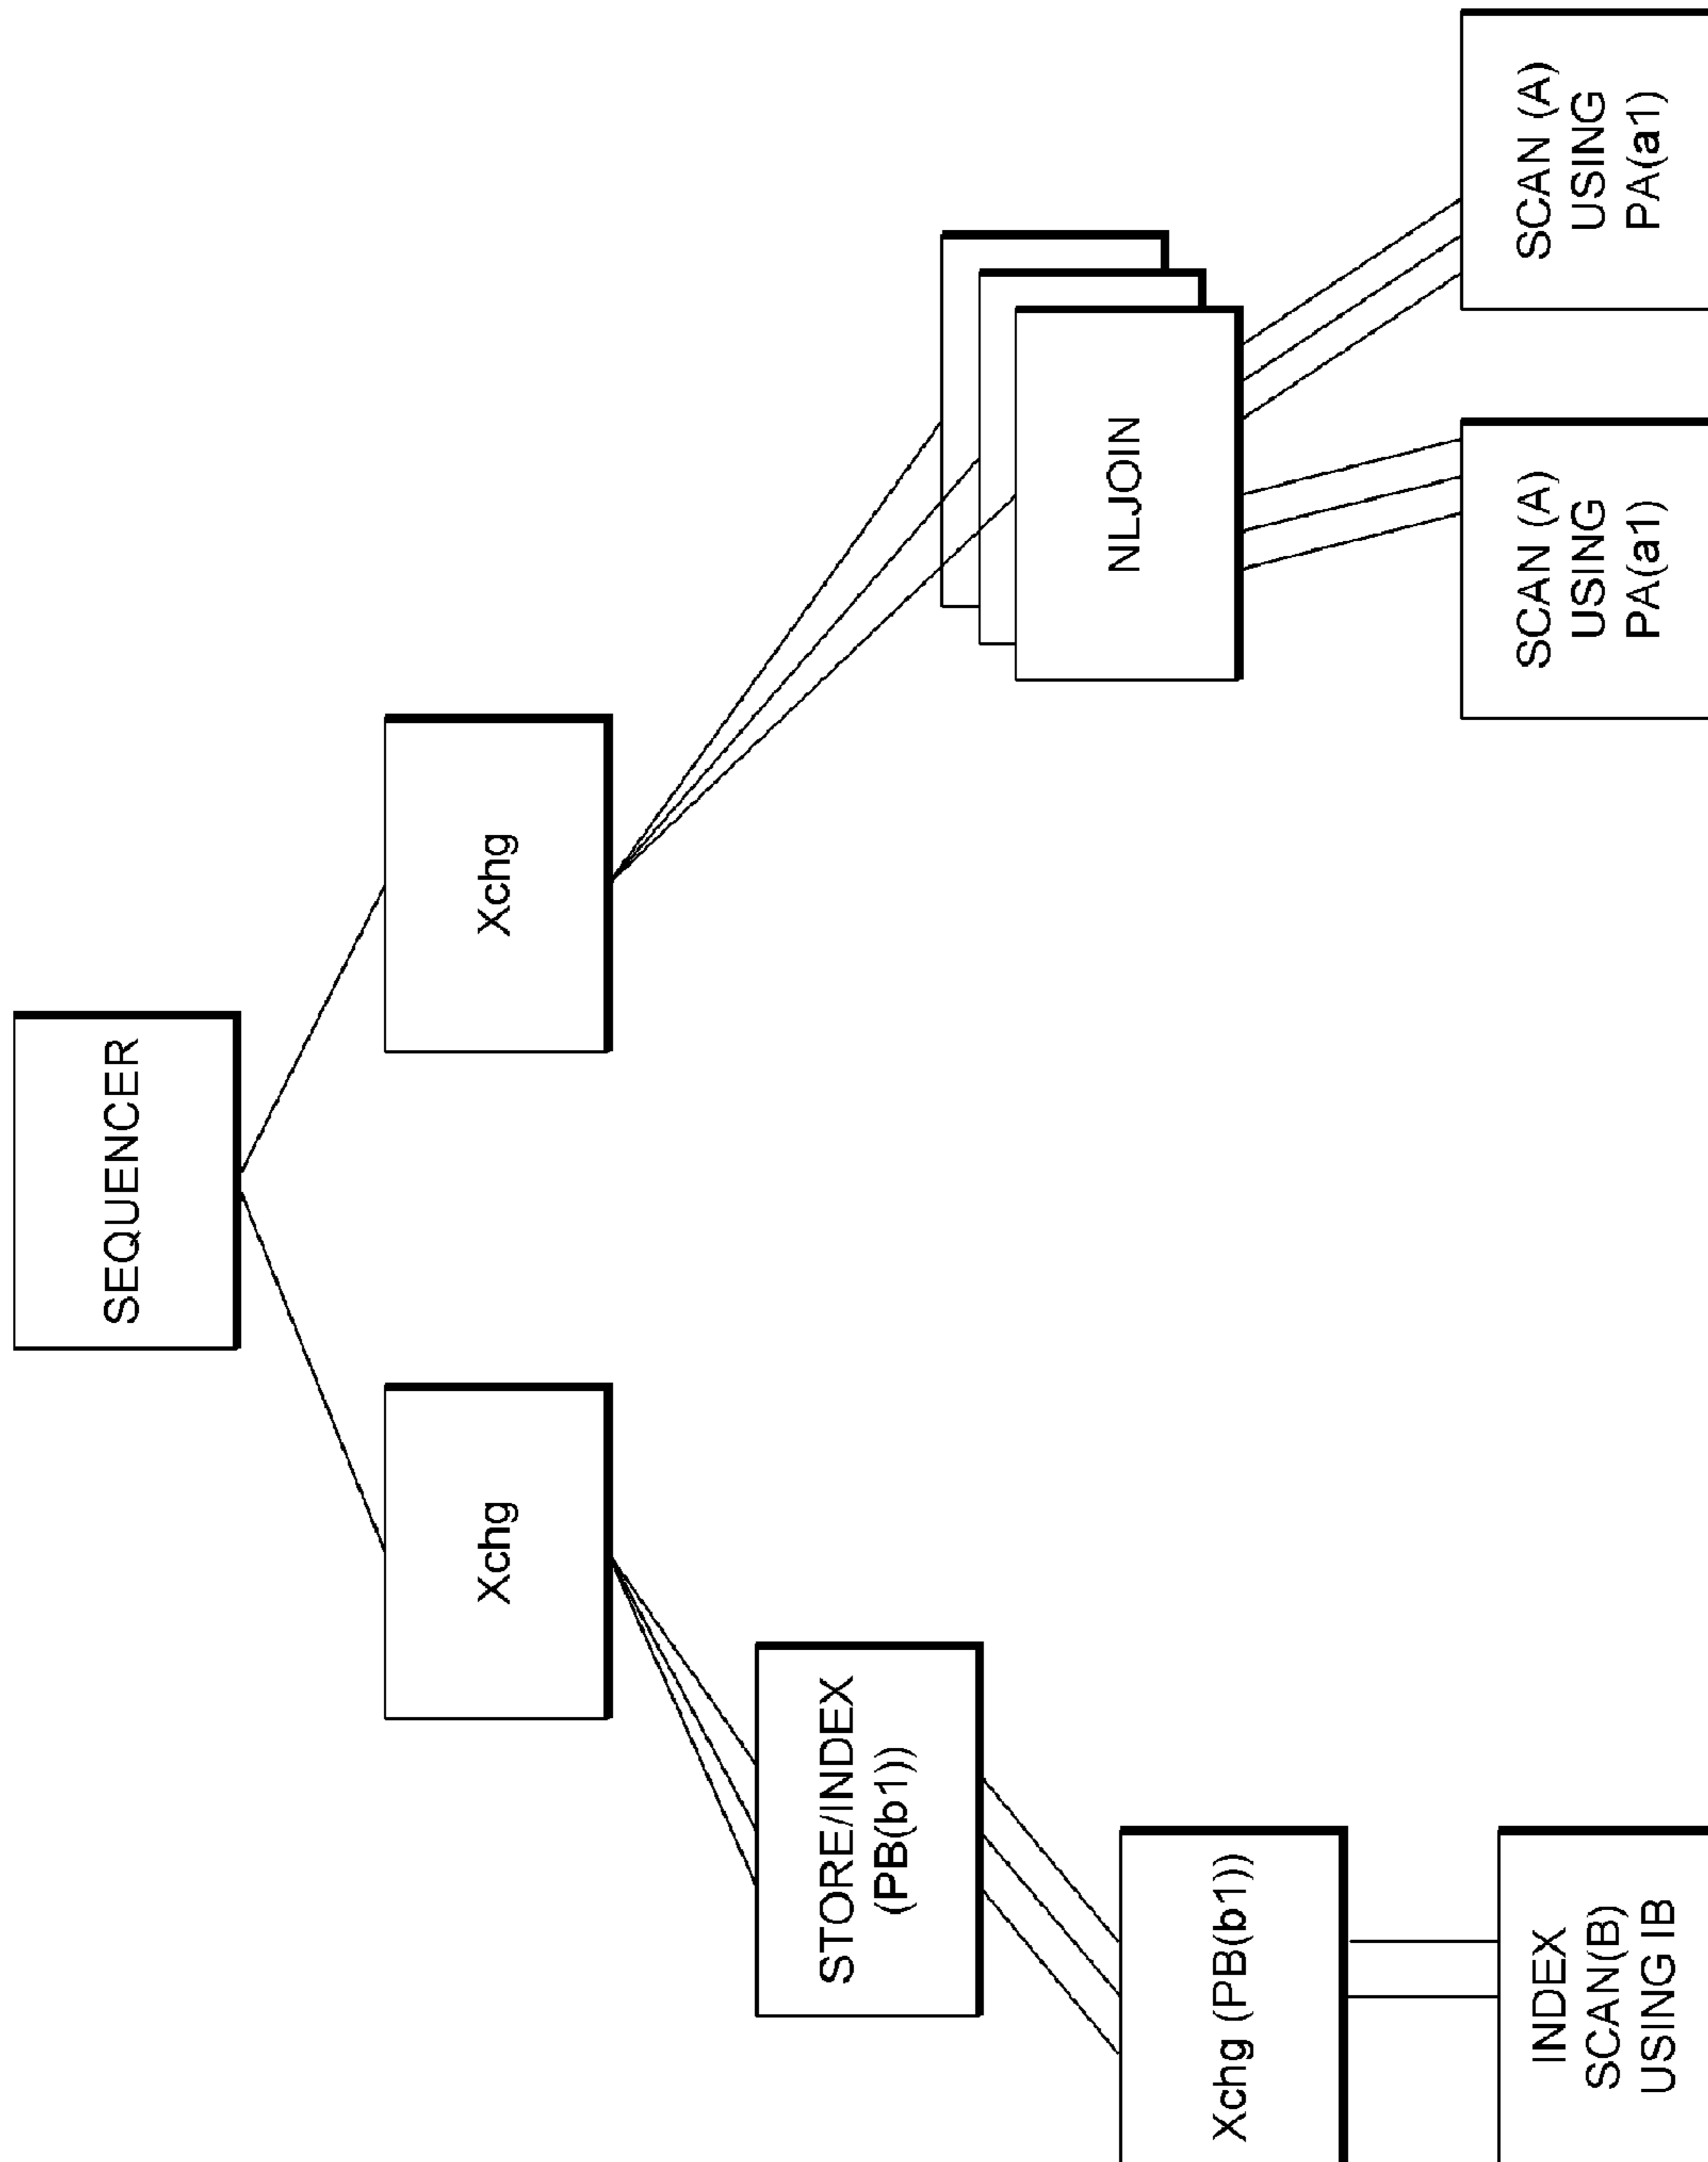 SEQUENCER
Xchg
Xchg
STORE/INDEX
(PB(b1))
NLJOIN
Xchg (PB(b1))
INDEX
SCAN(B)
USING IB
SCAN (A)
USING
PA(a1)
SCAN (A)
USING
PA(a1)